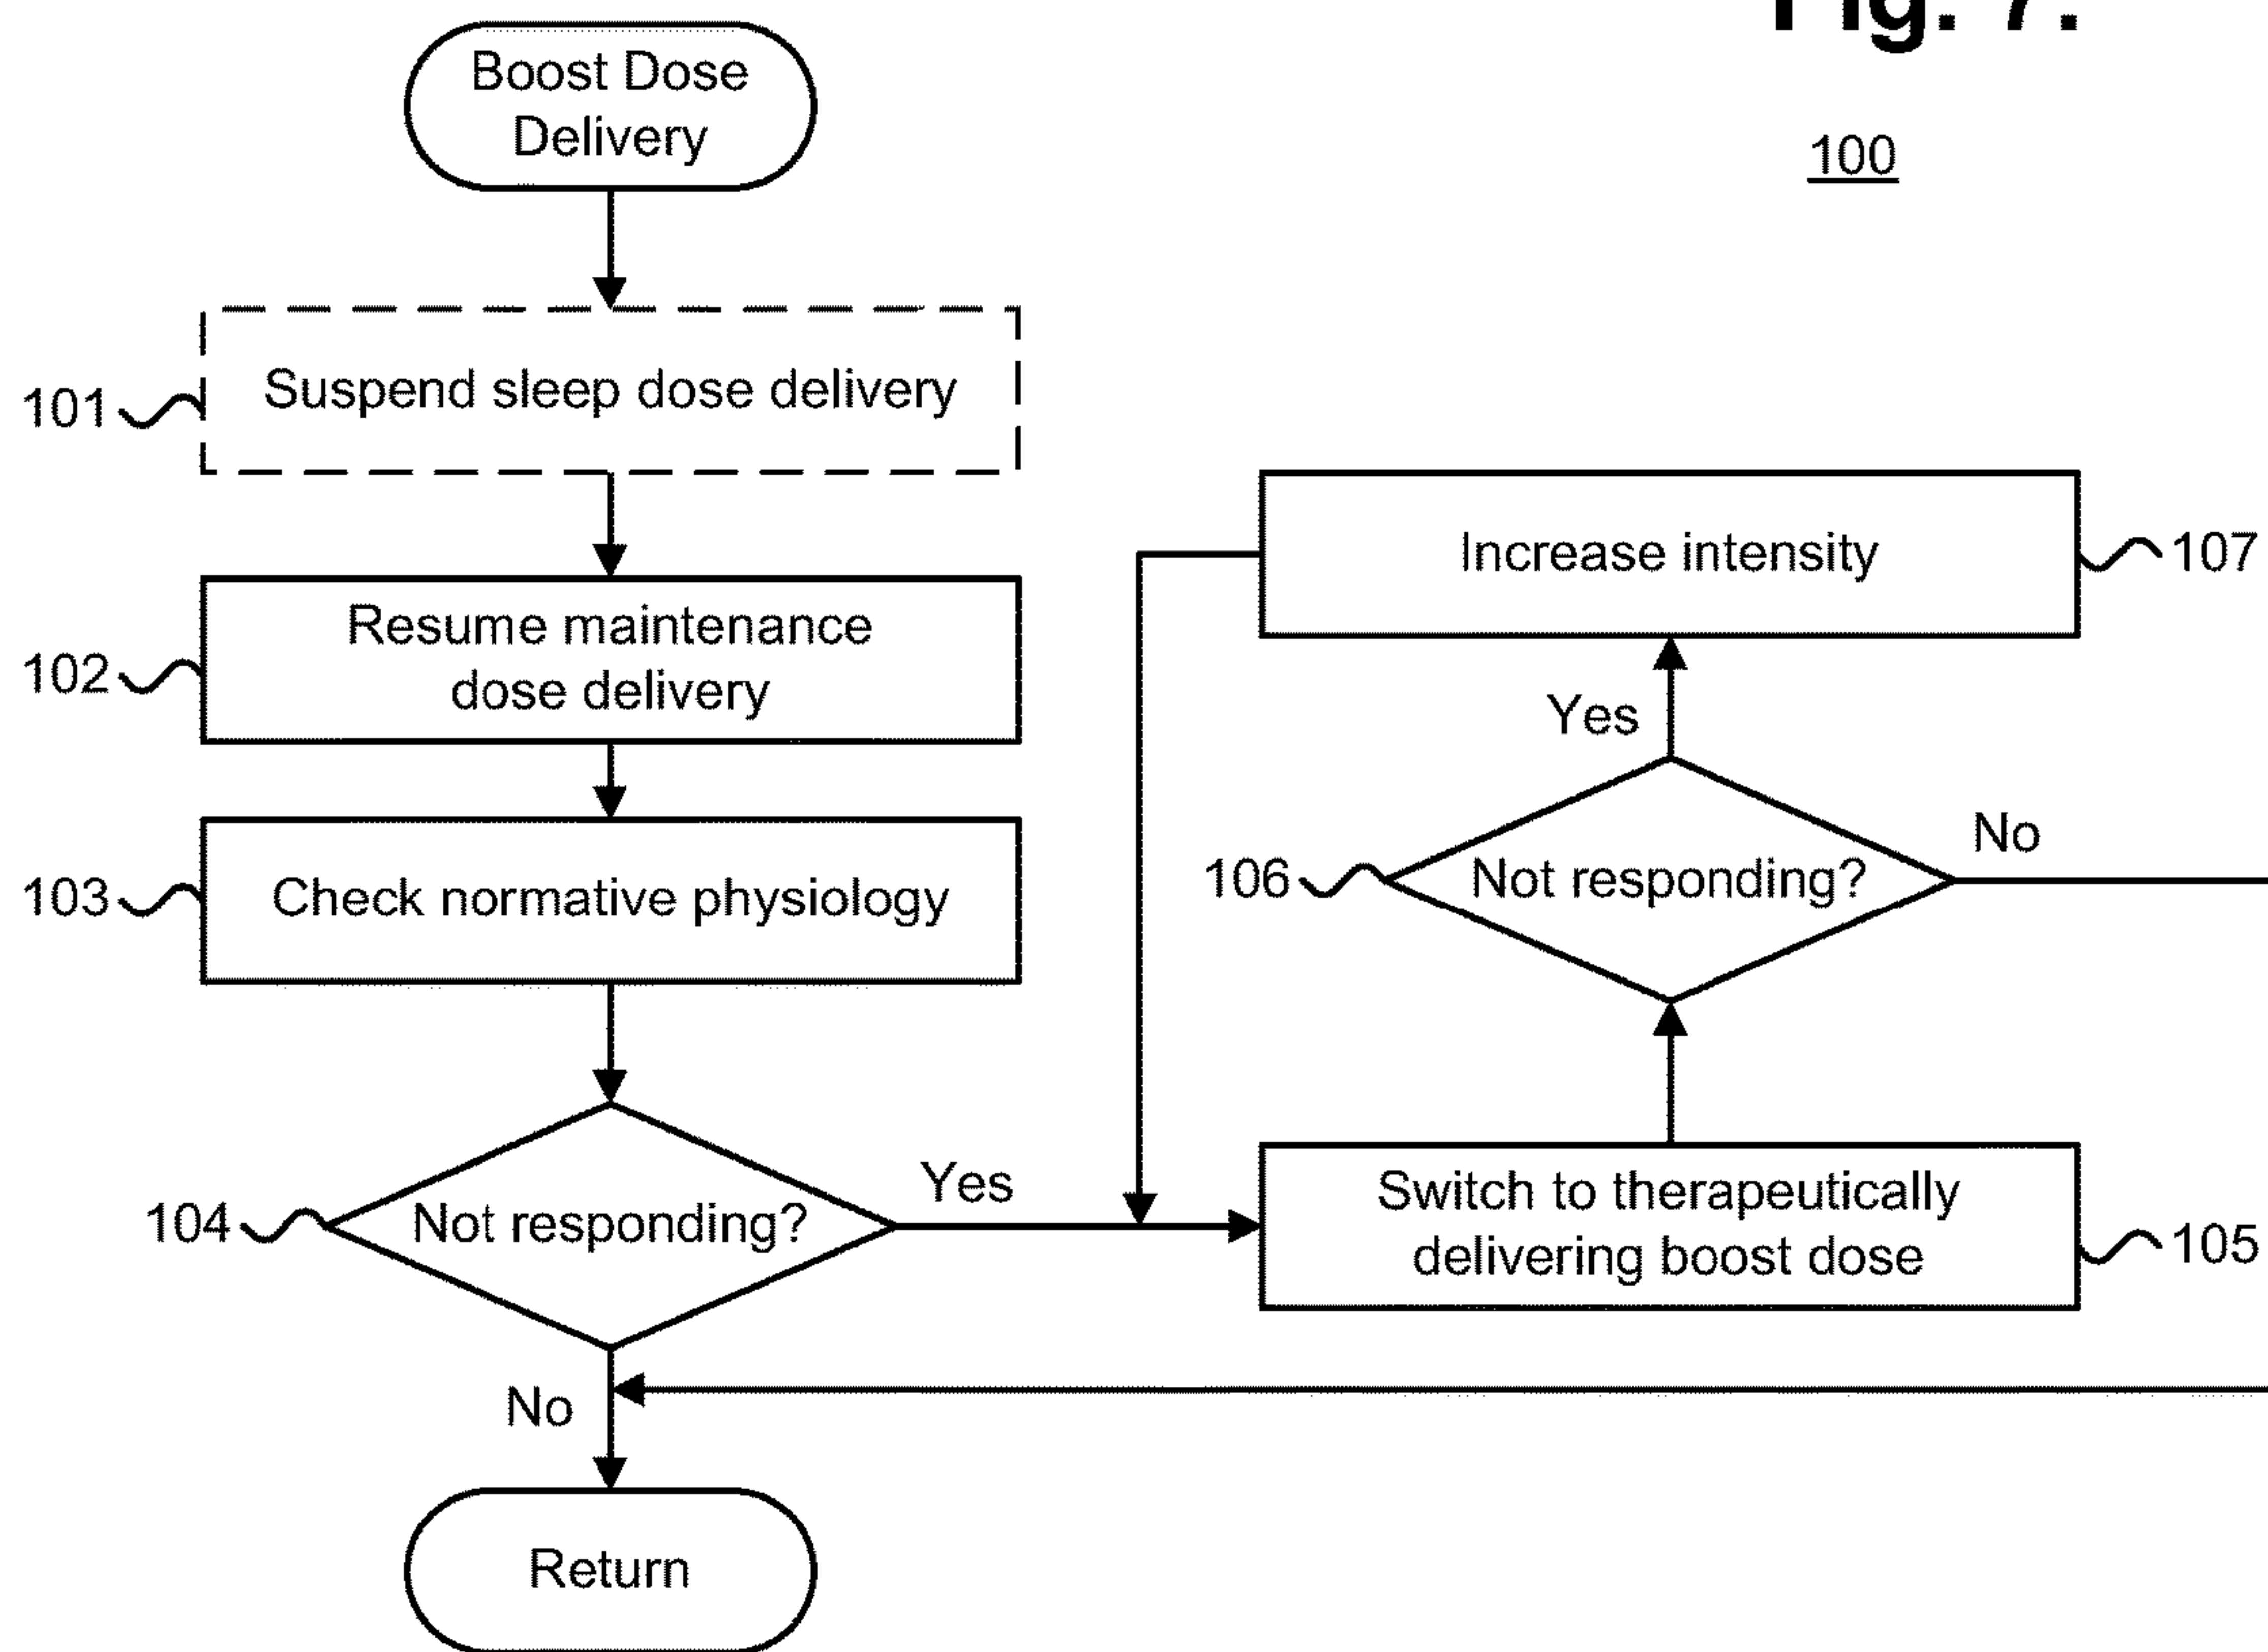 Fig. 7.
100
Boost Dose
Delivery
101
Suspend sleep dose delivery
102
Resume maintenance
dose delivery
103
Check normative physiology
104
Not responding?
Yes
No
Return
Switch to therapeutically
delivering boost dose
105
106
Not responding?
Yes
No
Increase intensity
107